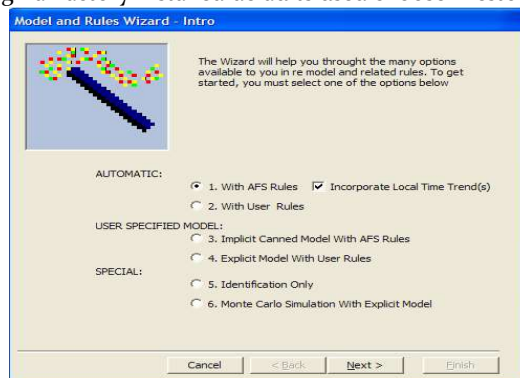 Model and Rules Wizard - Intro
The Wizard will help you throught the many options
available to you in re model and related rules. To get
started, you must select one of the options below
AUTOMATIC:
1. With AFS Rules
Incorporate Local Time Trend(s)
2. With User Rules
USER SPECIFIED MODEL:
3. Implicit Canned Model With AFS Rules
4. Explicit Model With User Rules
SPECIAL:
5. Identification Only
6. Monte Carlo Simulation With Explicit Model
Cancel
< Back
Next >
Finish